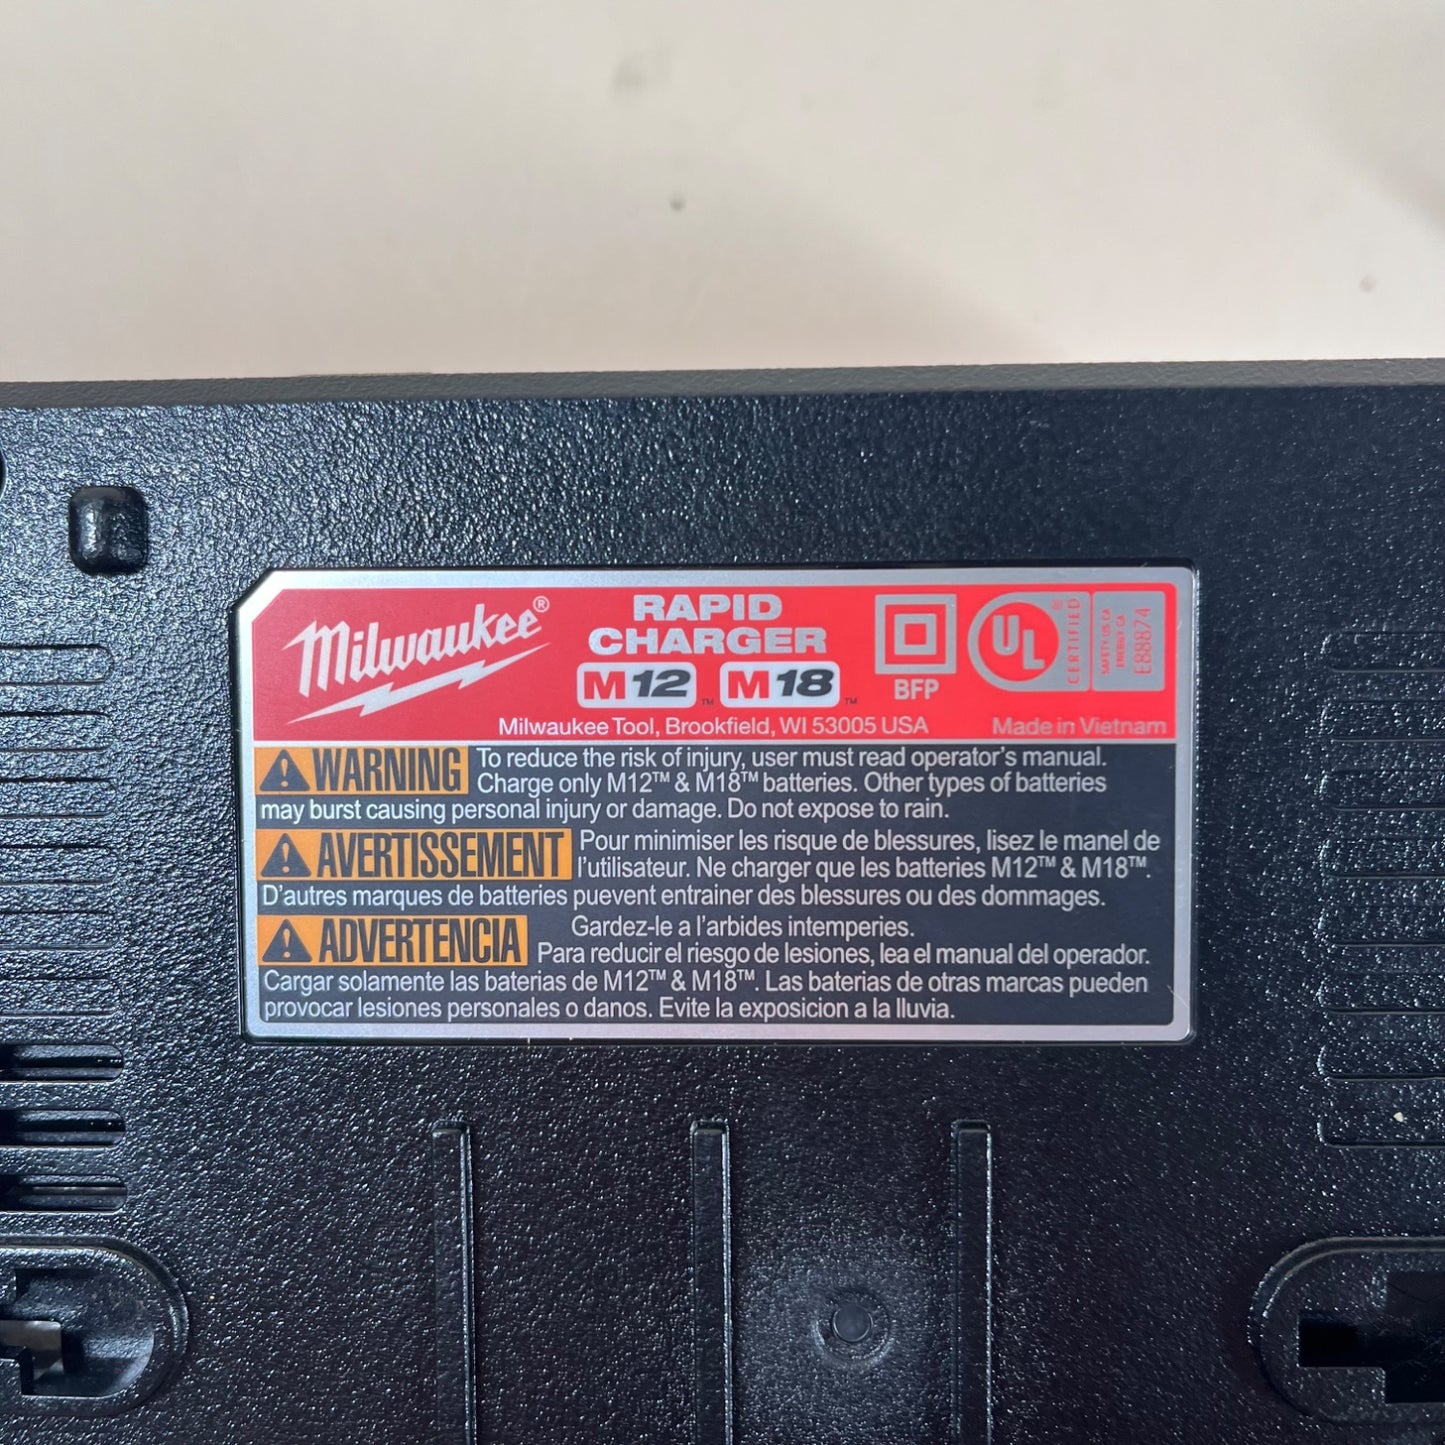 Milwaukee®
RAPID
CHARGER
M12™ M18™
BFP
UL
CERTIFIED
SAFETY US CA
ENERGY CA
E88874
Milwaukee Tool, Brookfield, WI 53005 USA
Made in Vietnam
WARNING To reduce the risk of injury, user must read operator's manual.
Charge only M12™ & M18™ batteries. Other types of batteries
may burst causing personal injury or damage. Do not expose to rain.
AVERTISSEMENT Pour minimiser les risque de blessures, lisez le manel de
l'utilisateur. Ne charger que les batteries M12™ & M18™.
D'autres marques de batteries puevent entrainer des blessures ou des dommages.
Gardez-le a l'arbides intemperies.
ADVERTENCIA Para reducir el riesgo de lesiones, lea el manual del operador.
Cargar solamente las baterias de M12™ & M18™. Las baterias de otras marcas pueden
provocar lesiones personales o danos. Evite la exposicion a la lluvia.